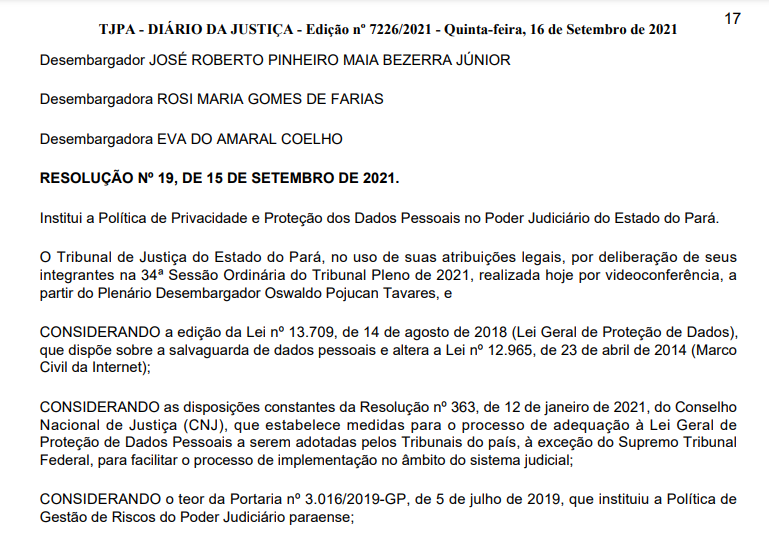 17
TJPA - DIÁRIO DA JUSTIÇA - Edição nº 7226/2021 - Quinta-feira, 16 de Setembro de 2021
Desembargador JOSÉ ROBERTO PINHEIRO MAIA BEZERRA JÚNIOR
Desembargadora ROSI MARIA GOMES DE FARIAS
Desembargadora EVA DO AMARAL COELHO
RESOLUÇÃO Nº 19, DE 15 DE SETEMBRO DE 2021.
Institui a Política de Privacidade e Proteção dos Dados Pessoais no Poder Judiciário do Estado do Pará.
O Tribunal de Justiça do Estado do Pará, no uso de suas atribuições legais, por deliberação de seus
integrantes na 34ª Sessão Ordinária do Tribunal Pleno de 2021, realizada hoje por videoconferência, a
partir do Plenário Desembargador Oswaldo Pojucan Tavares, e
CONSIDERANDO a edição da Lei nº 13.709, de 14 de agosto de 2018 (Lei Geral de Proteção de Dados),
que dispõe sobre a salvaguarda de dados pessoais e altera a Lei nº 12.965, de 23 de abril de 2014 (Marco
Civil da Internet);
CONSIDERANDO as disposições constantes da Resolução nº 363, de 12 de janeiro de 2021, do Conselho
Nacional de Justiça (CNJ), que estabelece medidas para o processo de adequação à Lei Geral de
Proteção de Dados Pessoais a serem adotadas pelos Tribunais do país, à exceção do Supremo Tribunal
Federal, para facilitar o processo de implementação no âmbito do sistema judicial;
CONSIDERANDO o teor da Portaria nº 3.016/2019-GP, de 5 de julho de 2019, que instituiu a Política de
Gestão de Riscos do Poder Judiciário paraense;